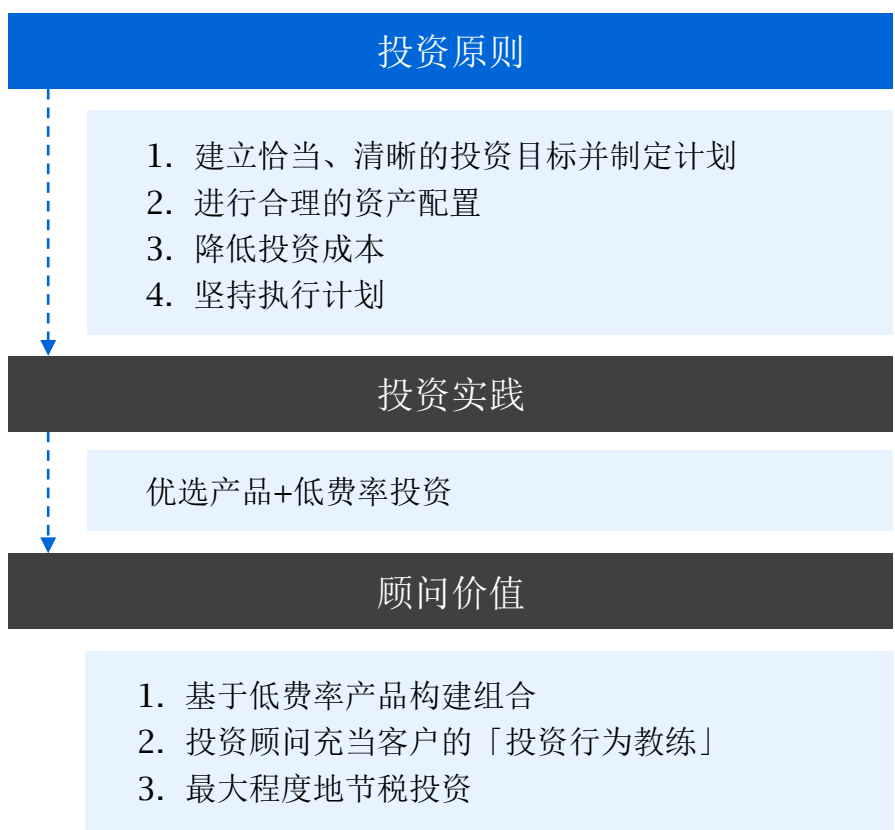 投资原则
1. 建立恰当、清晰的投资目标并制定计划
2. 进行合理的资产配置
3. 降低投资成本
4. 坚持执行计划
投资实践
优选产品+低费率投资
顾问价值
1. 基于低费率产品构建组合
2. 投资顾问充当客户的「投资行为教练」
3. 最大程度地节税投资